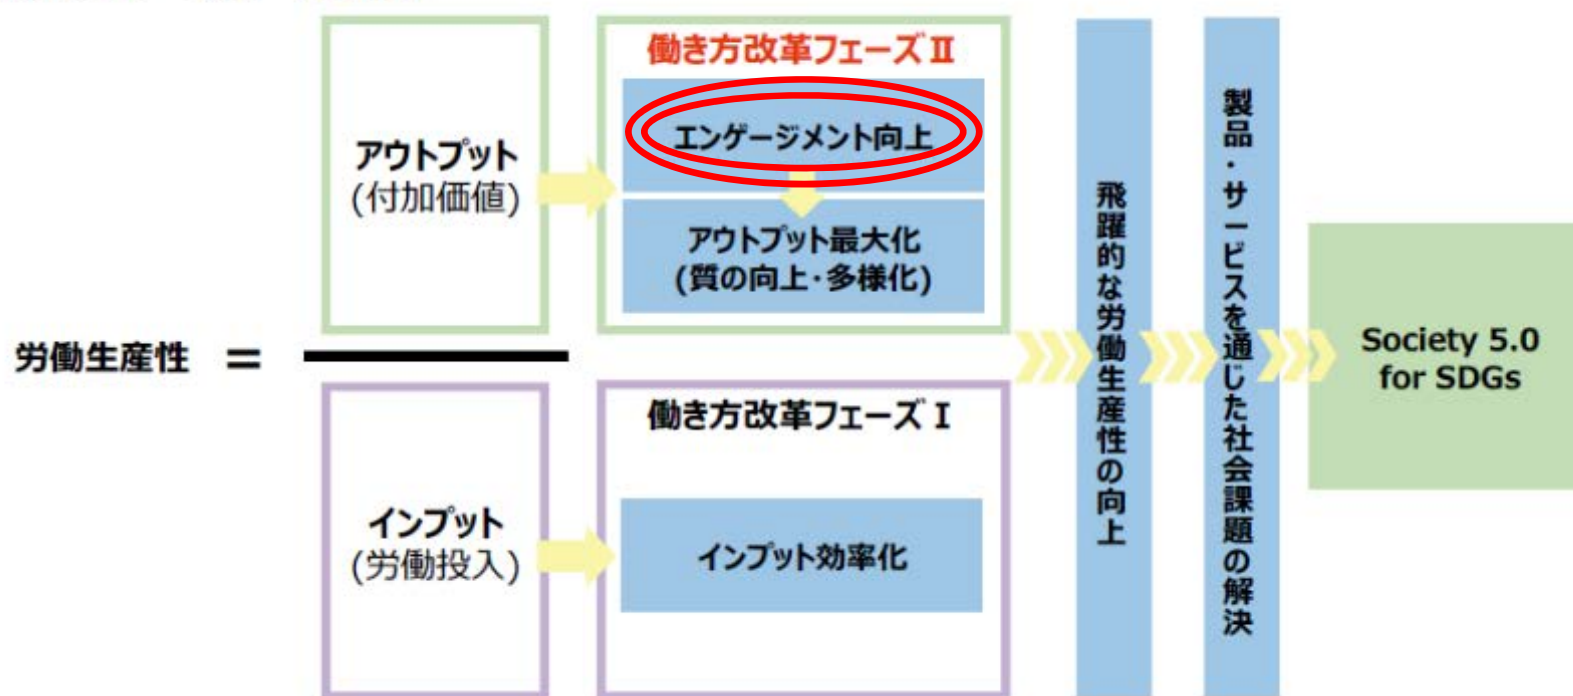 労働生産性 =
アウトプット
(付加価値)
働き方改革フェーズⅡ
エンゲージメント向上
アウトプット最大化
(質の向上・多様化)
インプット
(労働投入)
働き方改革フェーズⅠ
インプット効率化
飛躍的な労働生産性の向上
製品・サービスを通じた社会課題の解決
Society 5.0
for SDGs